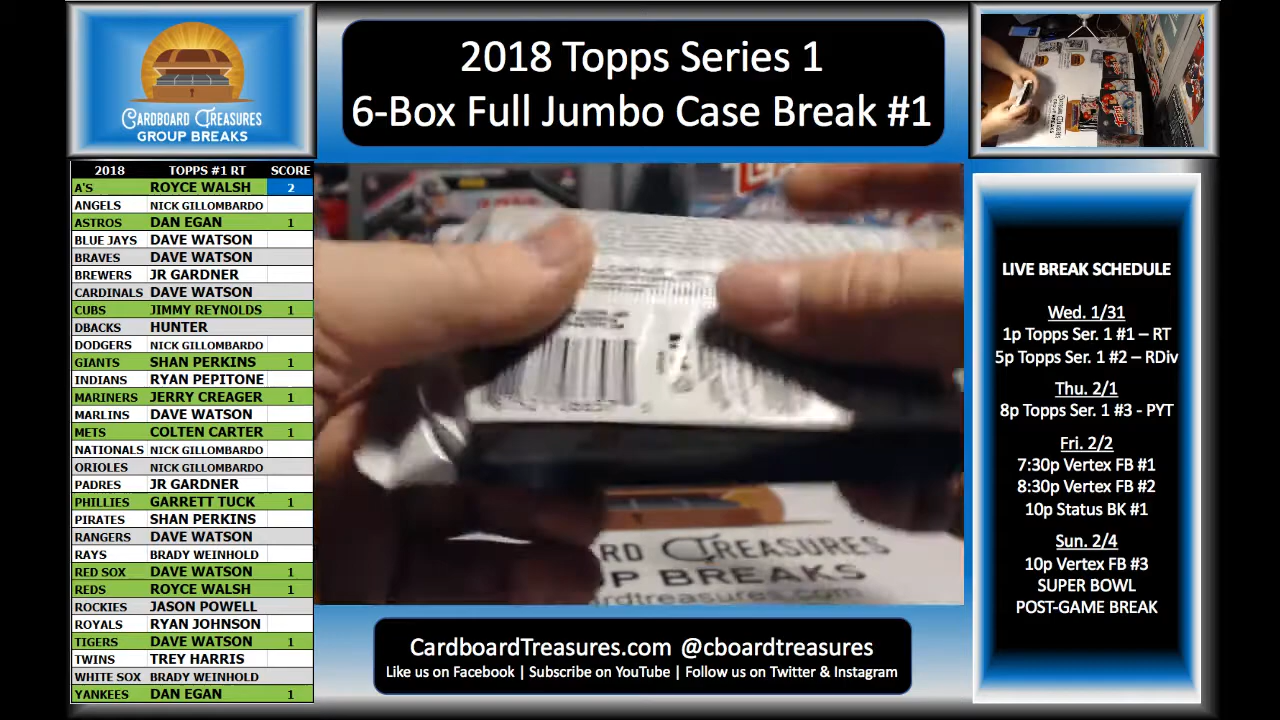 CARDBOARD TREASURES
GROUP BREAKS
2018 Topps Series 1
6-Box Full Jumbo Case Break #1
2018 TOPPS #1 RT SCORE
A'S ROYCE WALSH 2
ANGELS NICK GILLOMBARDO
ASTROS DAN EGAN 1
BLUE JAYS DAVE WATSON
BRAVES DAVE WATSON
BREWERS JR GARDNER
CARDINALS DAVE WATSON
CUBS JIMMY REYNOLDS 1
DBACKS HUNTER
DODGERS NICK GILLOMBARDO
GIANTS SHAN PERKINS 1
INDIANS RYAN PEPITONE
MARINERS JERRY CREAGER 1
MARLINS DAVE WATSON
METS COLTEN CARTER 1
NATIONALS NICK GILLOMBARDO
ORIOLES NICK GILLOMBARDO
PADRES JR GARDNER
PHILLIES GARRETT TUCK 1
PIRATES SHAN PERKINS
RANGERS DAVE WATSON
RAYS BRADY WEINHOLD
RED SOX DAVE WATSON 1
REDS ROYCE WALSH 1
ROCKIES JASON POWELL
ROYALS RYAN JOHNSON
TIGERS DAVE WATSON 1
TWINS TREY HARRIS
WHITE SOX BRADY WEINHOLD
YANKEES DAN EGAN 1
RD TREASURES
P BREAKS
rdtreasures.com
CardboardTreasures.com @cboardtreasures
Like us on Facebook | Subscribe on YouTube | Follow us on Twitter & Instagram
LIVE BREAK SCHEDULE
Wed. 1/31
1p Topps Ser. 1 #1 – RT
5p Topps Ser. 1 #2 – RDiv
Thu. 2/1
8p Topps Ser. 1 #3 - PYT
Fri. 2/2
7:30p Vertex FB #1
8:30p Vertex FB #2
10p Status BK #1
Sun. 2/4
10p Vertex FB #3
SUPER BOWL
POST-GAME BREAK